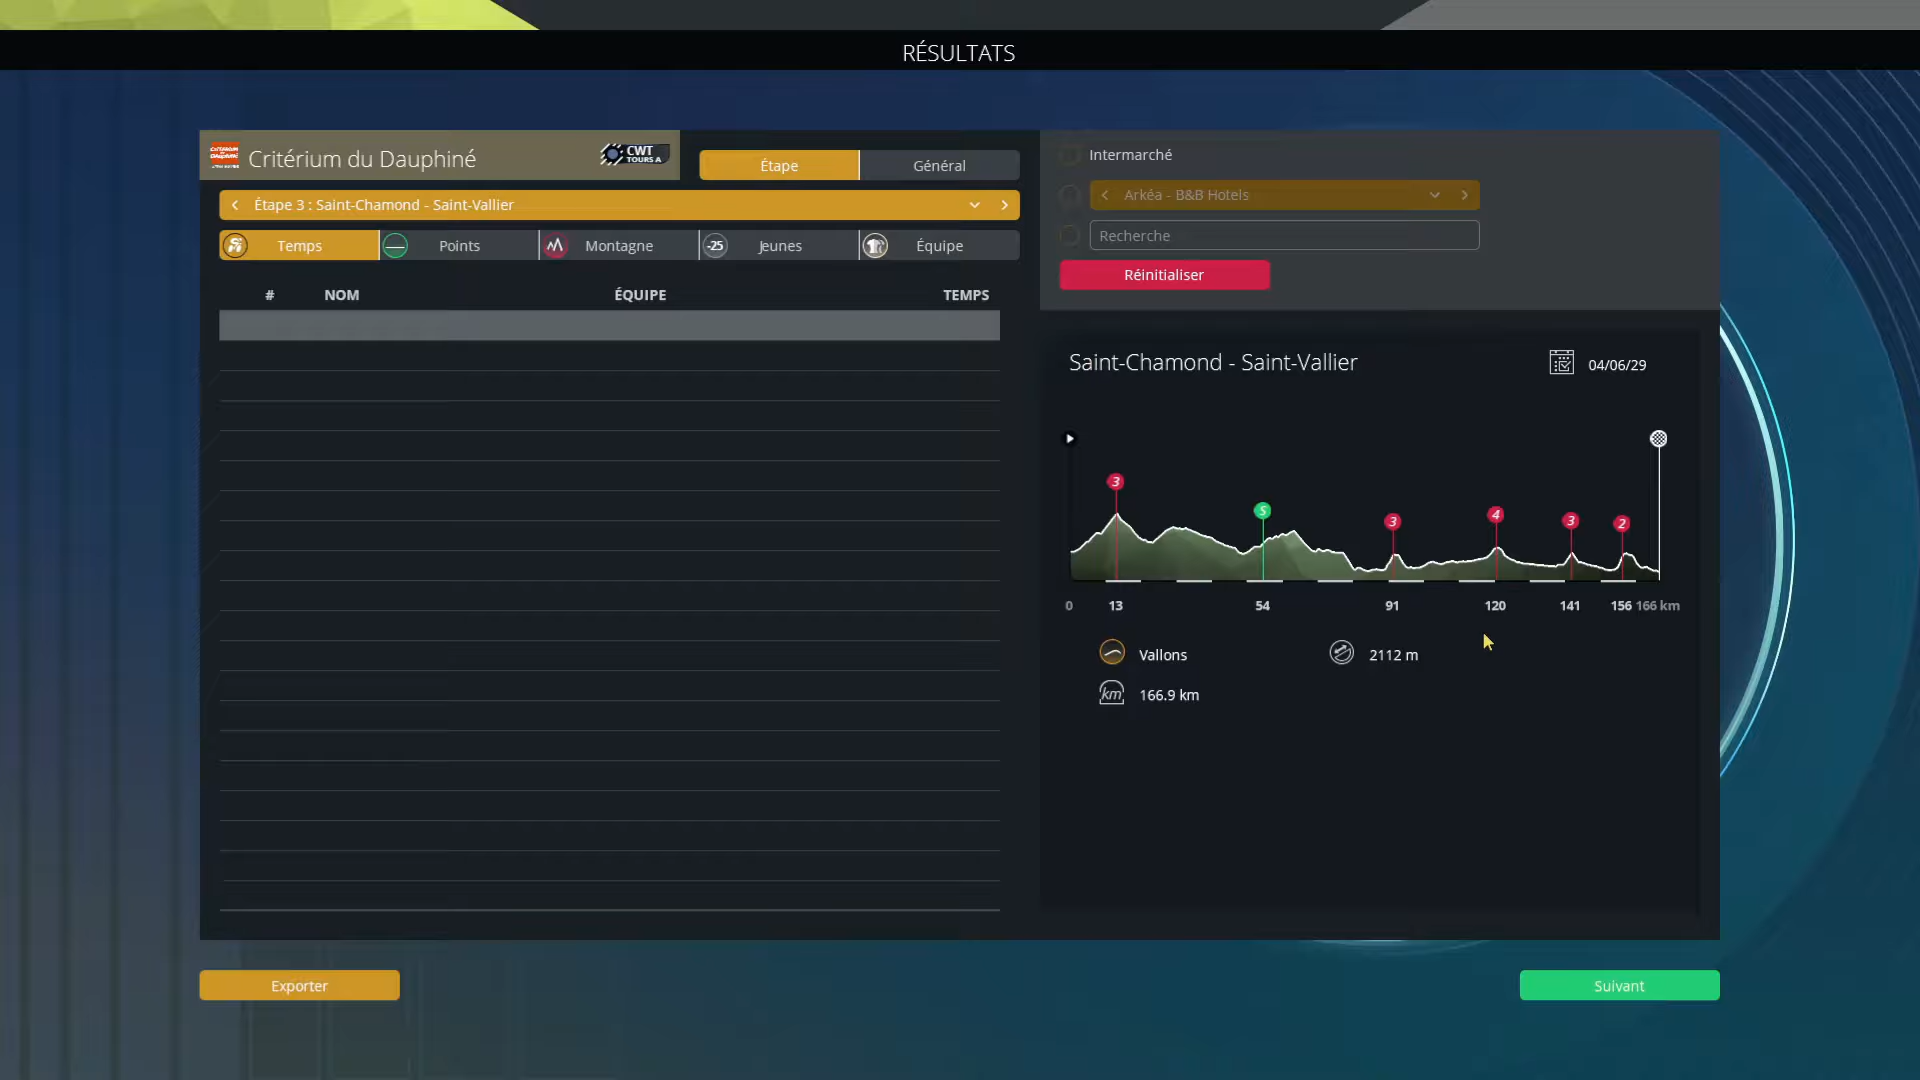 RÉSULTATS
Critérium du Dauphiné
CWT
TOURS A
Étape
Général
Intermarché
Arkéa - B&B Hotels
Étape 3 : Saint-Chamond - Saint-Vallier
Recherche
Temps
Points
Montagne
-25
Jeunes
Équipe
Réinitialiser
# NOM ÉQUIPE TEMPS
Saint-Chamond - Saint-Vallier
04/06/29
3
S
3
4
3
2
0 13 54 91 120 141 156 166 km
Vallons
2112 m
km
166.9 km
Exporter
Suivant